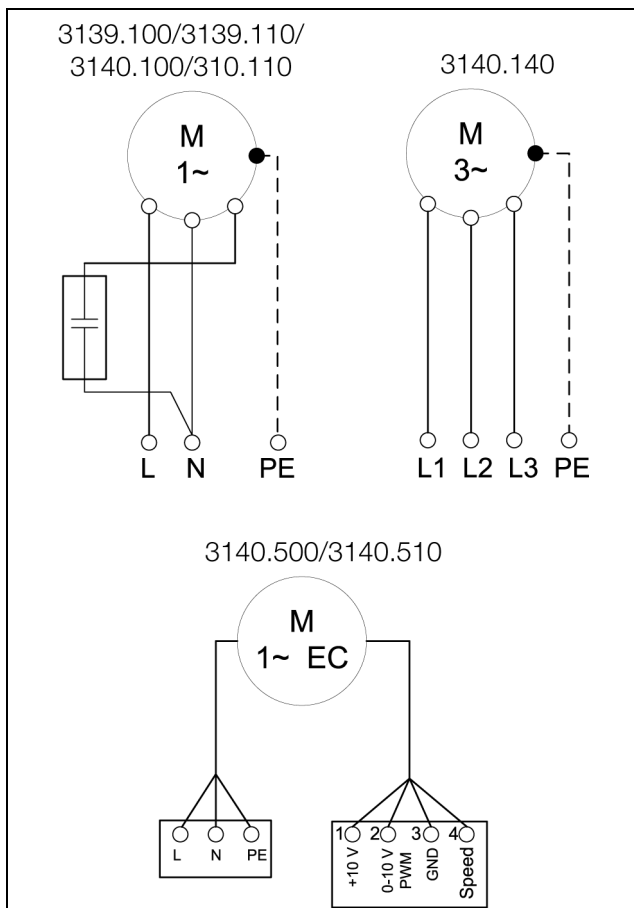 3139.100/3139.110/
3140.100/310.110
M
1~
L
N
PE
3140.140
M
3~
L1
L2
L3
PE
3140.500/3140.510
M
1~ EC
L
N
PE
1
+10 V
2
0-10 V
PWM
3
GND
4
Speed